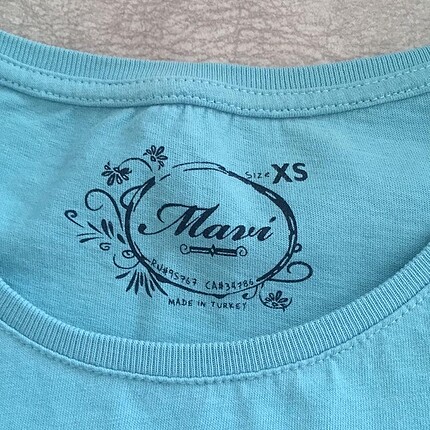 Size XS
Mavi
RN#95767 CA#34786
MADE IN TURKEY